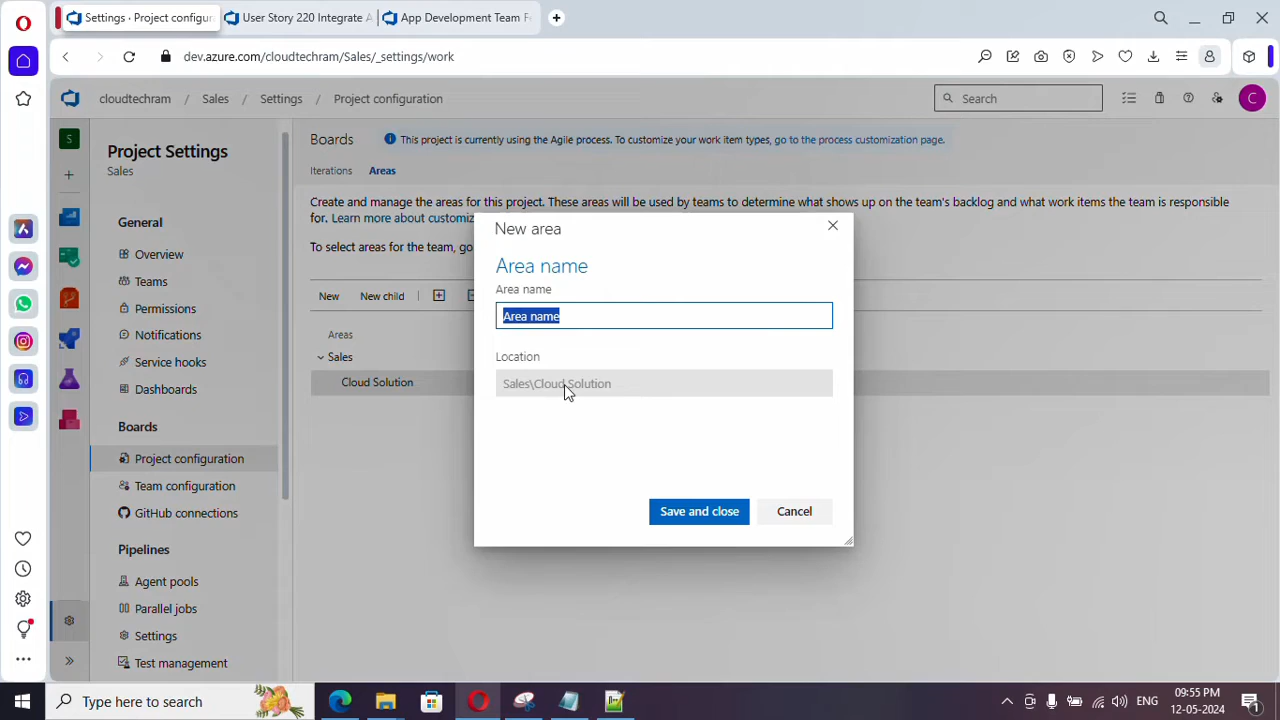 Settings · Project configur
User Story 220 Integrate A
App Development Team F
dev.azure.com/cloudtechram/Sales/_settings/work
cloudtechram / Sales / Settings / Project configuration
Search
C
S
Project Settings
Sales
General
Overview
Teams
Permissions
Notifications
Service hooks
Dashboards
Boards
Project configuration
Team configuration
GitHub connections
Pipelines
Agent pools
Parallel jobs
Settings
Test management
Boards
This project is currently using the Agile process. To customize your work item types, go to the process customization page.
Iterations
Areas
Create and manage the areas for this project. These areas will be used by teams to determine what shows up on the team's backlog and what work items the team is responsible
for. Learn more about customiz
To select areas for the team, go
New
New child
Areas
Sales
Cloud Solution
New area
Area name
Area name
Area name
Location
Sales\Cloud Solution
Save and close
Cancel
Type here to search
ENG
09:55 PM
12-05-2024
1